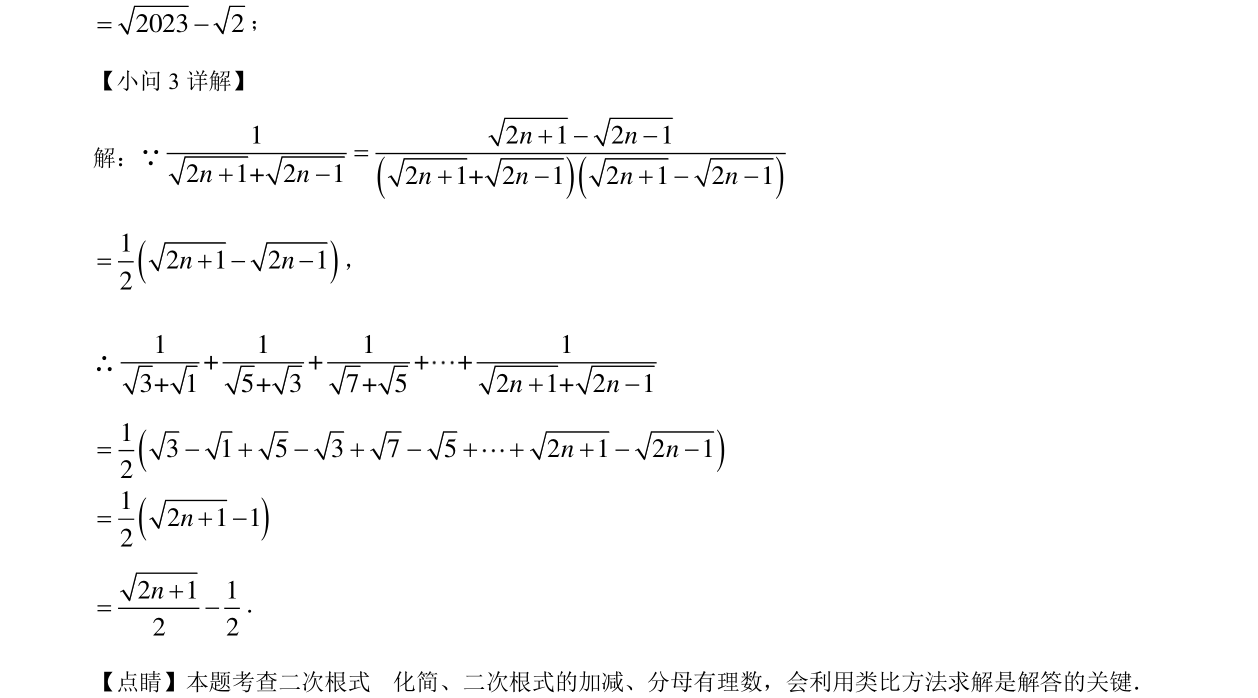 =√2023−√2；
【小问 3 详解】
解：∵ 1/(√(2n+1)+√(2n−1)) = (√(2n+1)−√(2n−1))/((√(2n+1)+√(2n−1))(√(2n+1)−√(2n−1)))
=1/2(√(2n+1)−√(2n−1))，
∴ 1/(√3+√1)+1/(√5+√3)+1/(√7+√5)+⋯+1/(√(2n+1)+√(2n−1))
=1/2(√3−√1+√5−√3+√7−√5+⋯+√(2n+1)−√(2n−1))
=1/2(√(2n+1)−1)
=√(2n+1)/2−1/2．
【点睛】本题考查二次根式 化简、二次根式的加减、分母有理数，会利用类比方法求解是解答的关键．